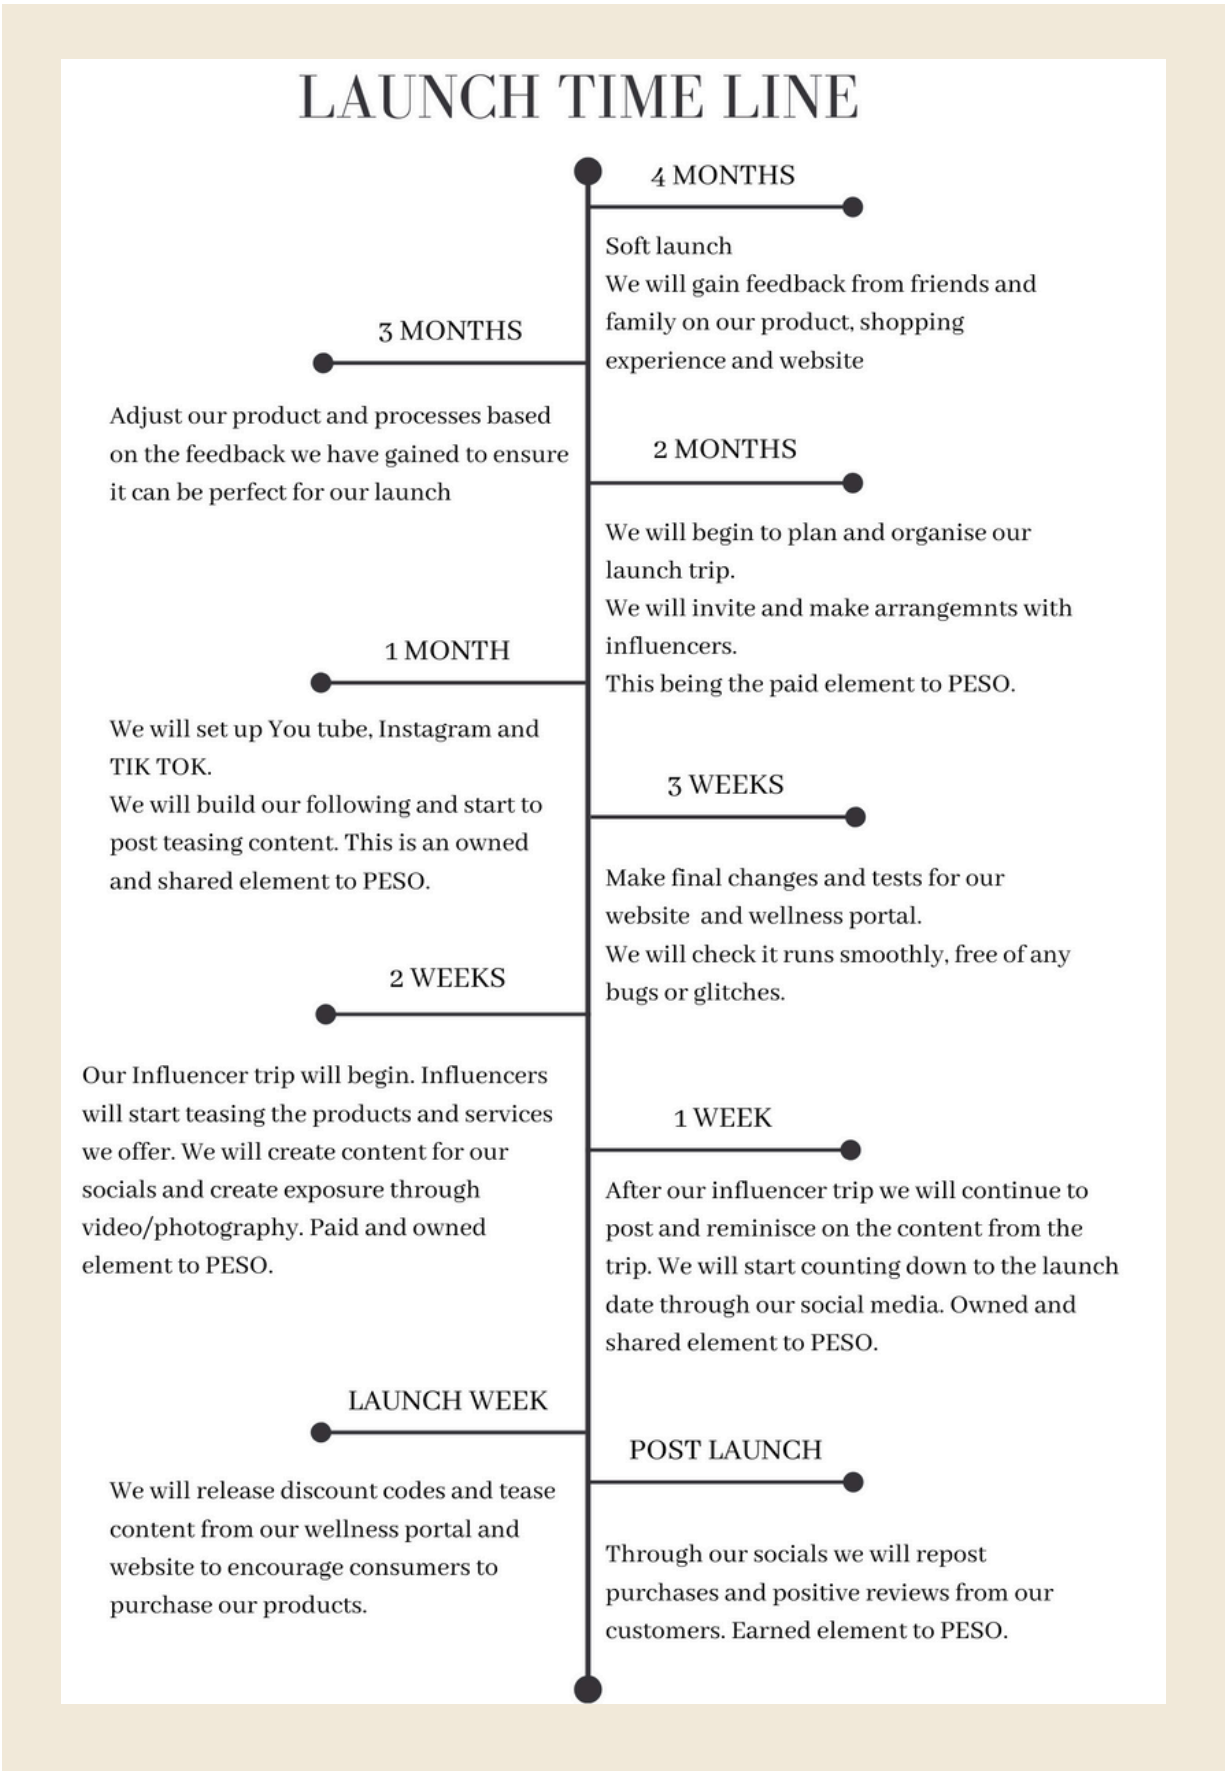 LAUNCH TIME LINE
4 MONTHS
Soft launch
We will gain feedback from friends and
family on our product, shopping
experience and website
3 MONTHS
Adjust our product and processes based
on the feedback we have gained to ensure
it can be perfect for our launch
2 MONTHS
We will begin to plan and organise our
launch trip.
We will invite and make arrangemnts with
influencers.
This being the paid element to PESO.
1 MONTH
We will set up You tube, Instagram and
TIK TOK.
We will build our following and start to
post teasing content. This is an owned
and shared element to PESO.
3 WEEKS
Make final changes and tests for our
website and wellness portal.
We will check it runs smoothly, free of any
bugs or glitches.
2 WEEKS
Our Influencer trip will begin. Influencers
will start teasing the products and services
we offer. We will create content for our
socials and create exposure through
video/photography. Paid and owned
element to PESO.
1 WEEK
After our influencer trip we will continue to
post and reminisce on the content from the
trip. We will start counting down to the launch
date through our social media. Owned and
shared element to PESO.
LAUNCH WEEK
We will release discount codes and tease
content from our wellness portal and
website to encourage consumers to
purchase our products.
POST LAUNCH
Through our socials we will repost
purchases and positive reviews from our
customers. Earned element to PESO.